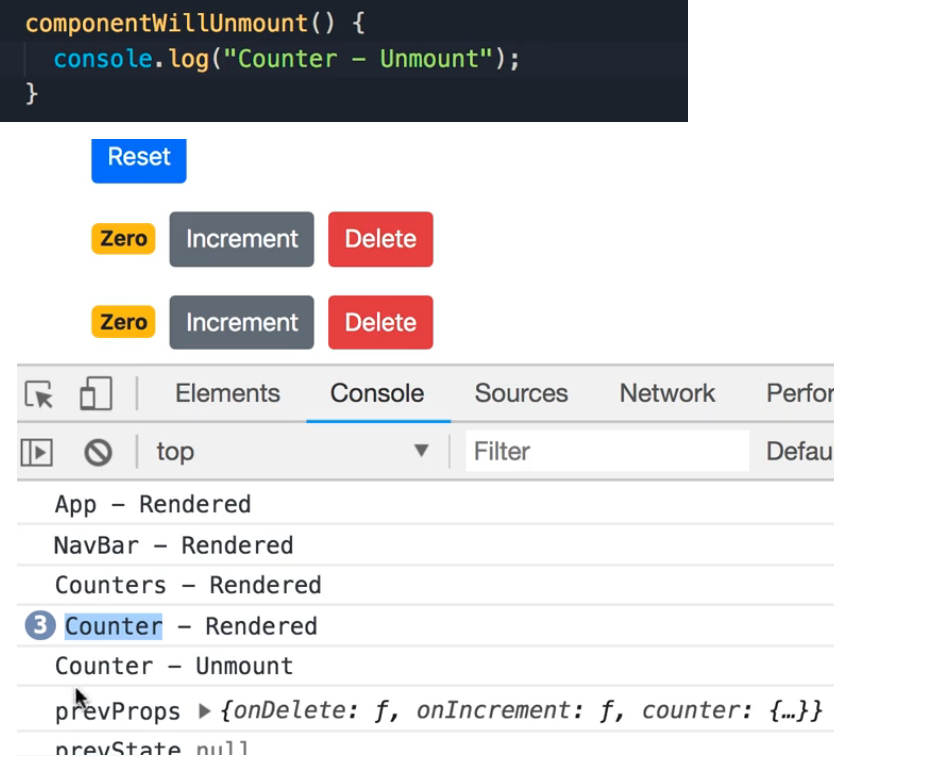 componentWillUnmount() {
console.log("Counter – Unmount");
}
Reset
Zero Increment Delete
Zero Increment Delete
Elements Console Sources Network Perfor
top ▼ Filter Defau
App – Rendered
NavBar – Rendered
Counters – Rendered
3 Counter – Rendered
Counter – Unmount
prevProps ▶ {onDelete: ƒ, onIncrement: ƒ, counter: {…}}
prevState null